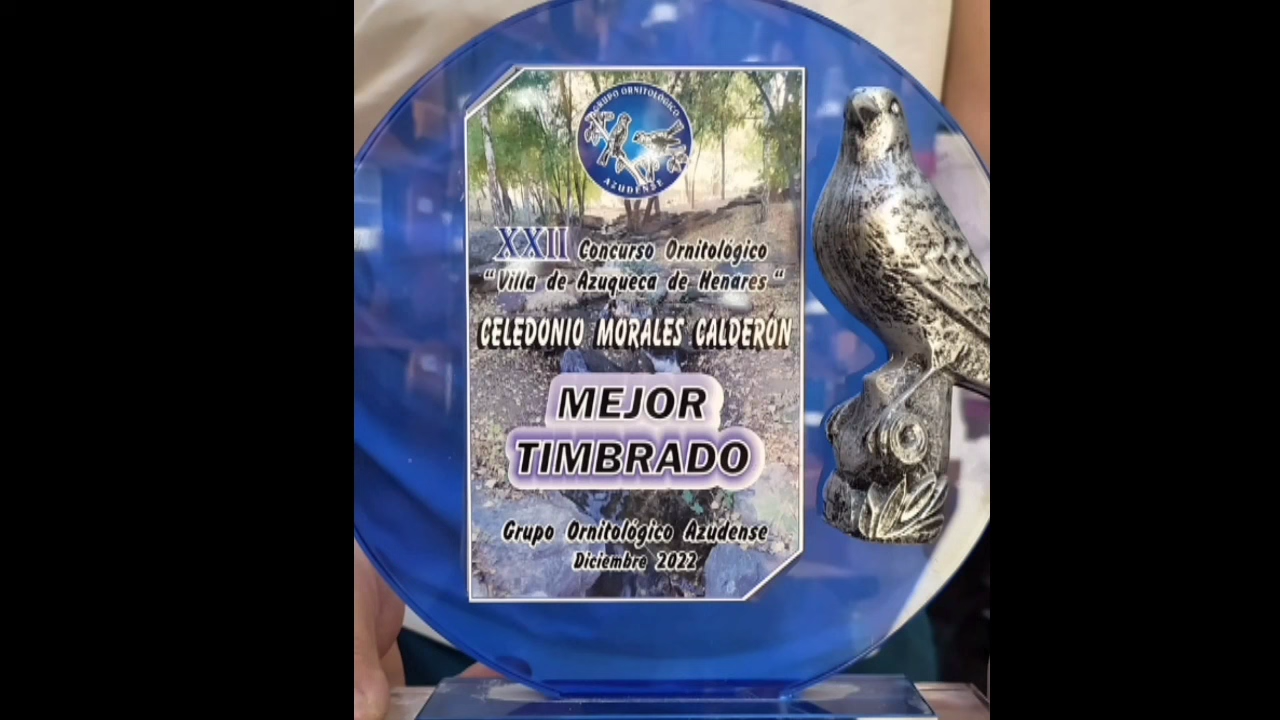 GRUPO ORNITOLÓGICO
AZUDENSE
XXII Concurso Ornitológico
"Villa de Azuqueca de Henares"
CELEDONIO MORALES CALDERÓN
MEJOR
TIMBRADO
Grupo Ornitológico Azudense
Diciembre 2022